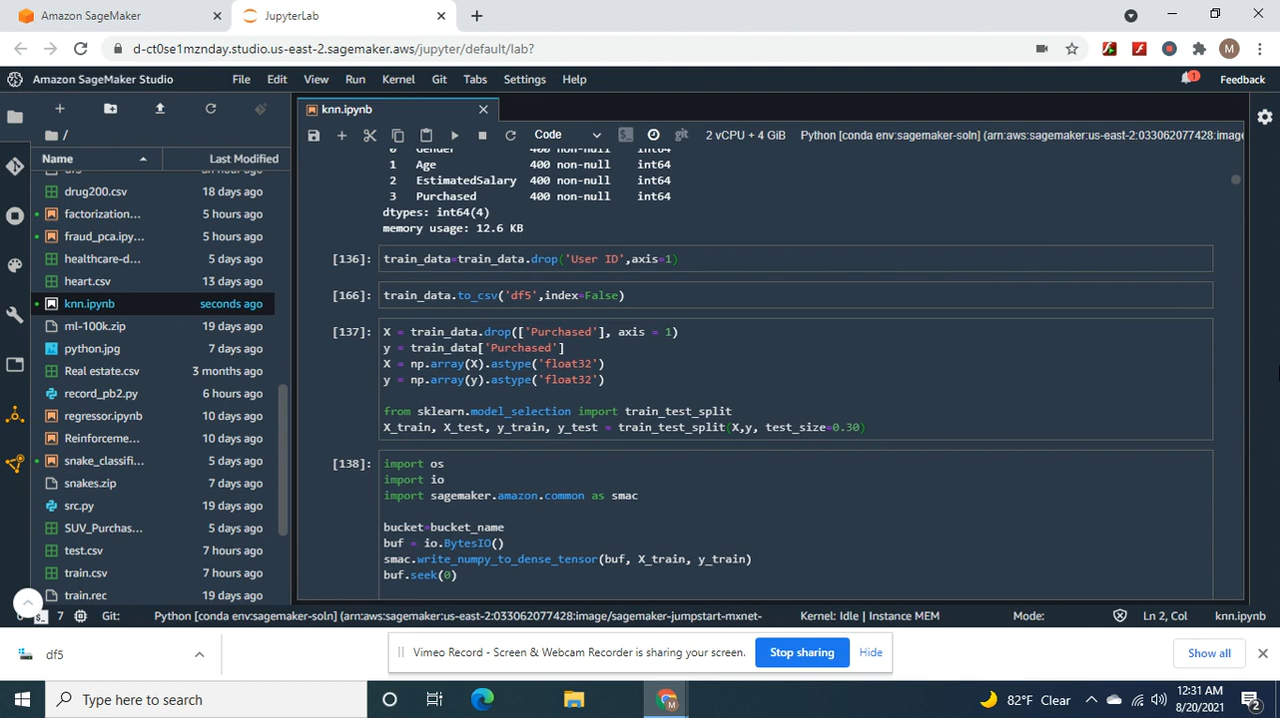 Amazon SageMaker
JupyterLab
d-ct0se1mznday.studio.us-east-2.sagemaker.aws/jupyter/default/lab?
M
Amazon SageMaker Studio
File Edit View Run Kernel Git Tabs Settings Help
1
Feedback
knn.ipynb
Code
2 vCPU + 4 GiB
Python [conda env:sagemaker-soln] (arn:aws:sagemaker:us-east-2:033062077428:image
/
Name
Last Modified
drug200.csv 18 days ago
factorization... 5 hours ago
fraud_pca.ipy... 5 hours ago
healthcare-d... 5 days ago
heart.csv 13 days ago
knn.ipynb seconds ago
ml-100k.zip 19 days ago
python.jpg 7 days ago
Real estate.csv 3 months ago
record_pb2.py 6 hours ago
regressor.ipynb 10 days ago
Reinforceme... 10 days ago
snake_classifi... 5 days ago
snakes.zip 5 days ago
src.py 19 days ago
SUV_Purchas... 5 days ago
test.csv 7 hours ago
train.csv 7 hours ago
train.rec 19 days ago
0 Gender 400 non-null int64
1 Age 400 non-null int64
2 EstimatedSalary 400 non-null int64
3 Purchased 400 non-null int64
dtypes: int64(4)
memory usage: 12.6 KB
[136]: train_data=train_data.drop('User ID',axis=1)
[166]: train_data.to_csv('df5',index=False)
[137]: X = train_data.drop(['Purchased'], axis = 1)
y = train_data['Purchased']
X = np.array(X).astype('float32')
y = np.array(y).astype('float32')
from sklearn.model_selection import train_test_split
X_train, X_test, y_train, y_test = train_test_split(X,y, test_size=0.30)
[138]: import os
import io
import sagemaker.amazon.common as smac
bucket=bucket_name
buf = io.BytesIO()
smac.write_numpy_to_dense_tensor(buf, X_train, y_train)
buf.seek(0)
7
Git:
Python [conda env:sagemaker-soln] (arn:aws:sagemaker:us-east-2:033062077428:image/sagemaker-jumpstart-mxnet-
Kernel: Idle | Instance MEM
Mode:
Ln 2, Col
knn.ipynb
df5
Vimeo Record - Screen & Webcam Recorder is sharing your screen.
Stop sharing
Hide
Show all
Type here to search
M
82°F Clear
12:31 AM
8/20/2021
2